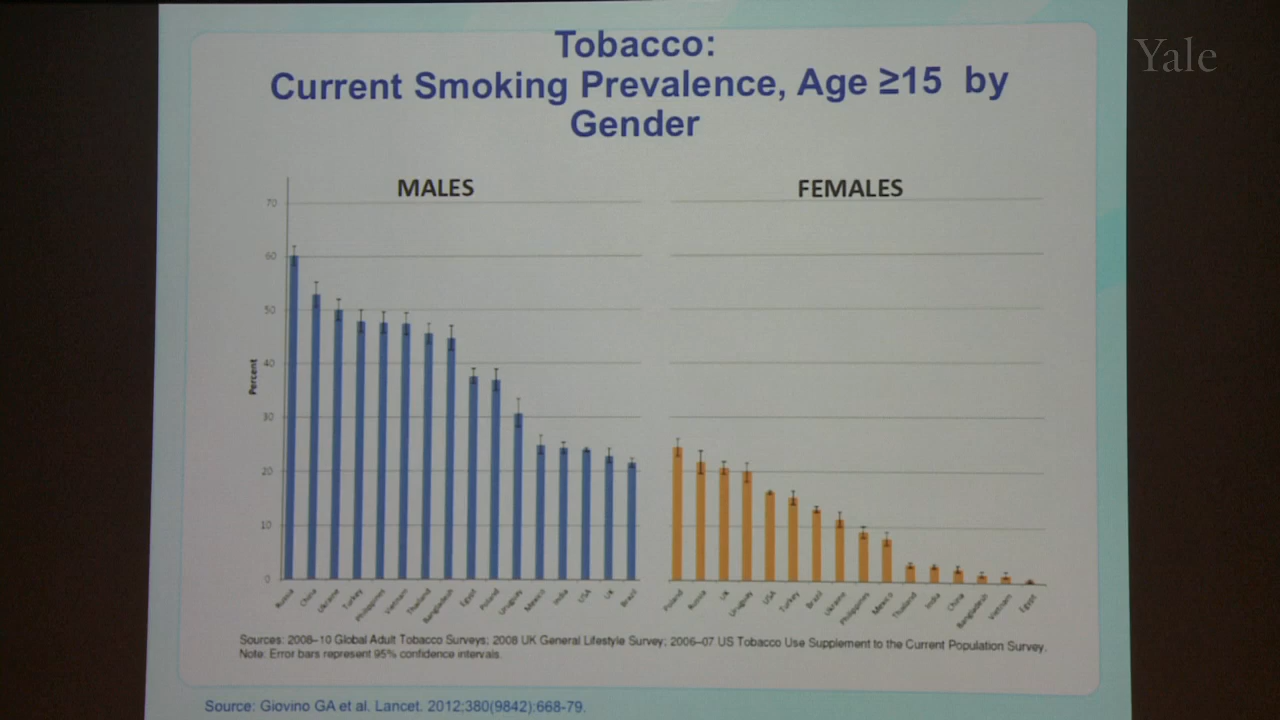 Yale
Tobacco:
Current Smoking Prevalence, Age ≥15 by
Gender
MALES
FEMALES
Percent
70
60
50
40
30
20
10
0
Russia
China
Ukraine
Turkey
Philippines
Vietnam
Thailand
Bangladesh
Egypt
Poland
Uruguay
Mexico
India
USA
UK
Brazil
Poland
Russia
UK
Uruguay
USA
Turkey
Brazil
Ukraine
Philippines
Mexico
Thailand
India
China
Bangladesh
Vietnam
Egypt
Sources: 2008–10 Global Adult Tobacco Surveys; 2008 UK General Lifestyle Survey; 2006–07 US Tobacco Use Supplement to the Current Population Survey.
Note: Error bars represent 95% confidence intervals.
Source: Giovino GA et al. Lancet. 2012;380(9842):668-79.